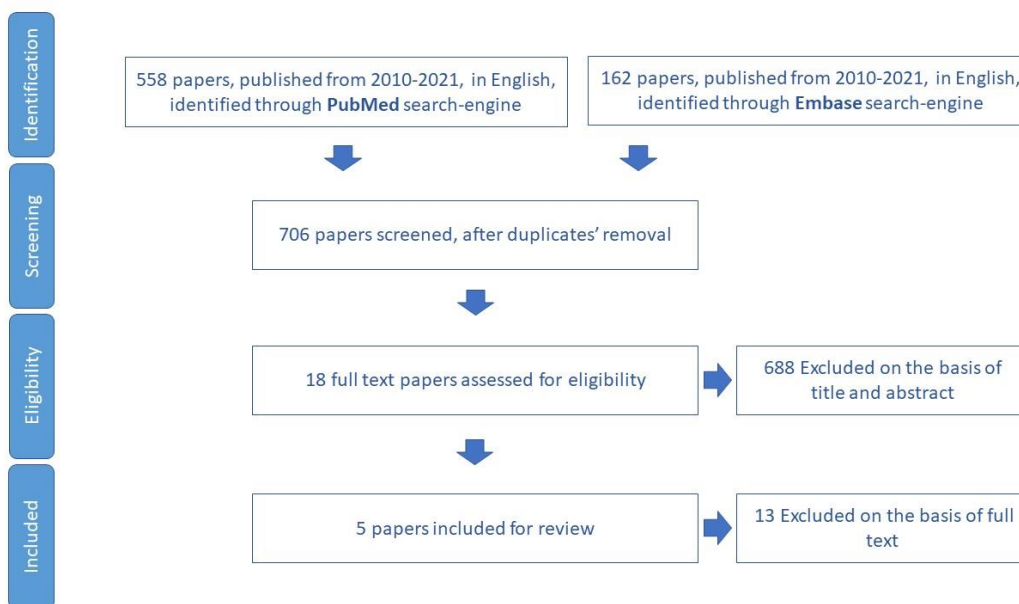 Identification
558 papers, published from 2010-2021, in English,
identified through PubMed search-engine
162 papers, published from 2010-2021, in English,
identified through Embase search-engine
Screening
706 papers screened, after duplicates' removal
Eligibility
18 full text papers assessed for eligibility
688 Excluded on the basis of
title and abstract
Included
5 papers included for review
13 Excluded on the basis of full
text